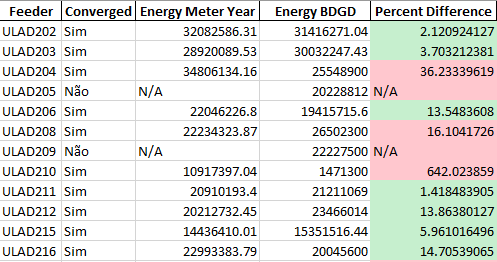 Feeder Converged Energy Meter Year Energy BDGD Percent Difference
ULAD202 Sim 32082586.31 31416271.04 2.120924127
ULAD203 Sim 28920089.53 30032247.43 3.703212381
ULAD204 Sim 34806134.16 25548900 36.23339619
ULAD205 Não N/A 20228812 N/A
ULAD206 Sim 22046226.8 19415715.6 13.5483608
ULAD208 Sim 22234323.87 26502300 16.1041726
ULAD209 Não N/A 22227500 N/A
ULAD210 Sim 10917397.04 1471300 642.023859
ULAD211 Sim 20910193.4 21211069 1.418483905
ULAD212 Sim 20212732.45 23466014 13.86380127
ULAD215 Sim 14436410.01 15351516.44 5.961016496
ULAD216 Sim 22993383.79 20045600 14.70539065